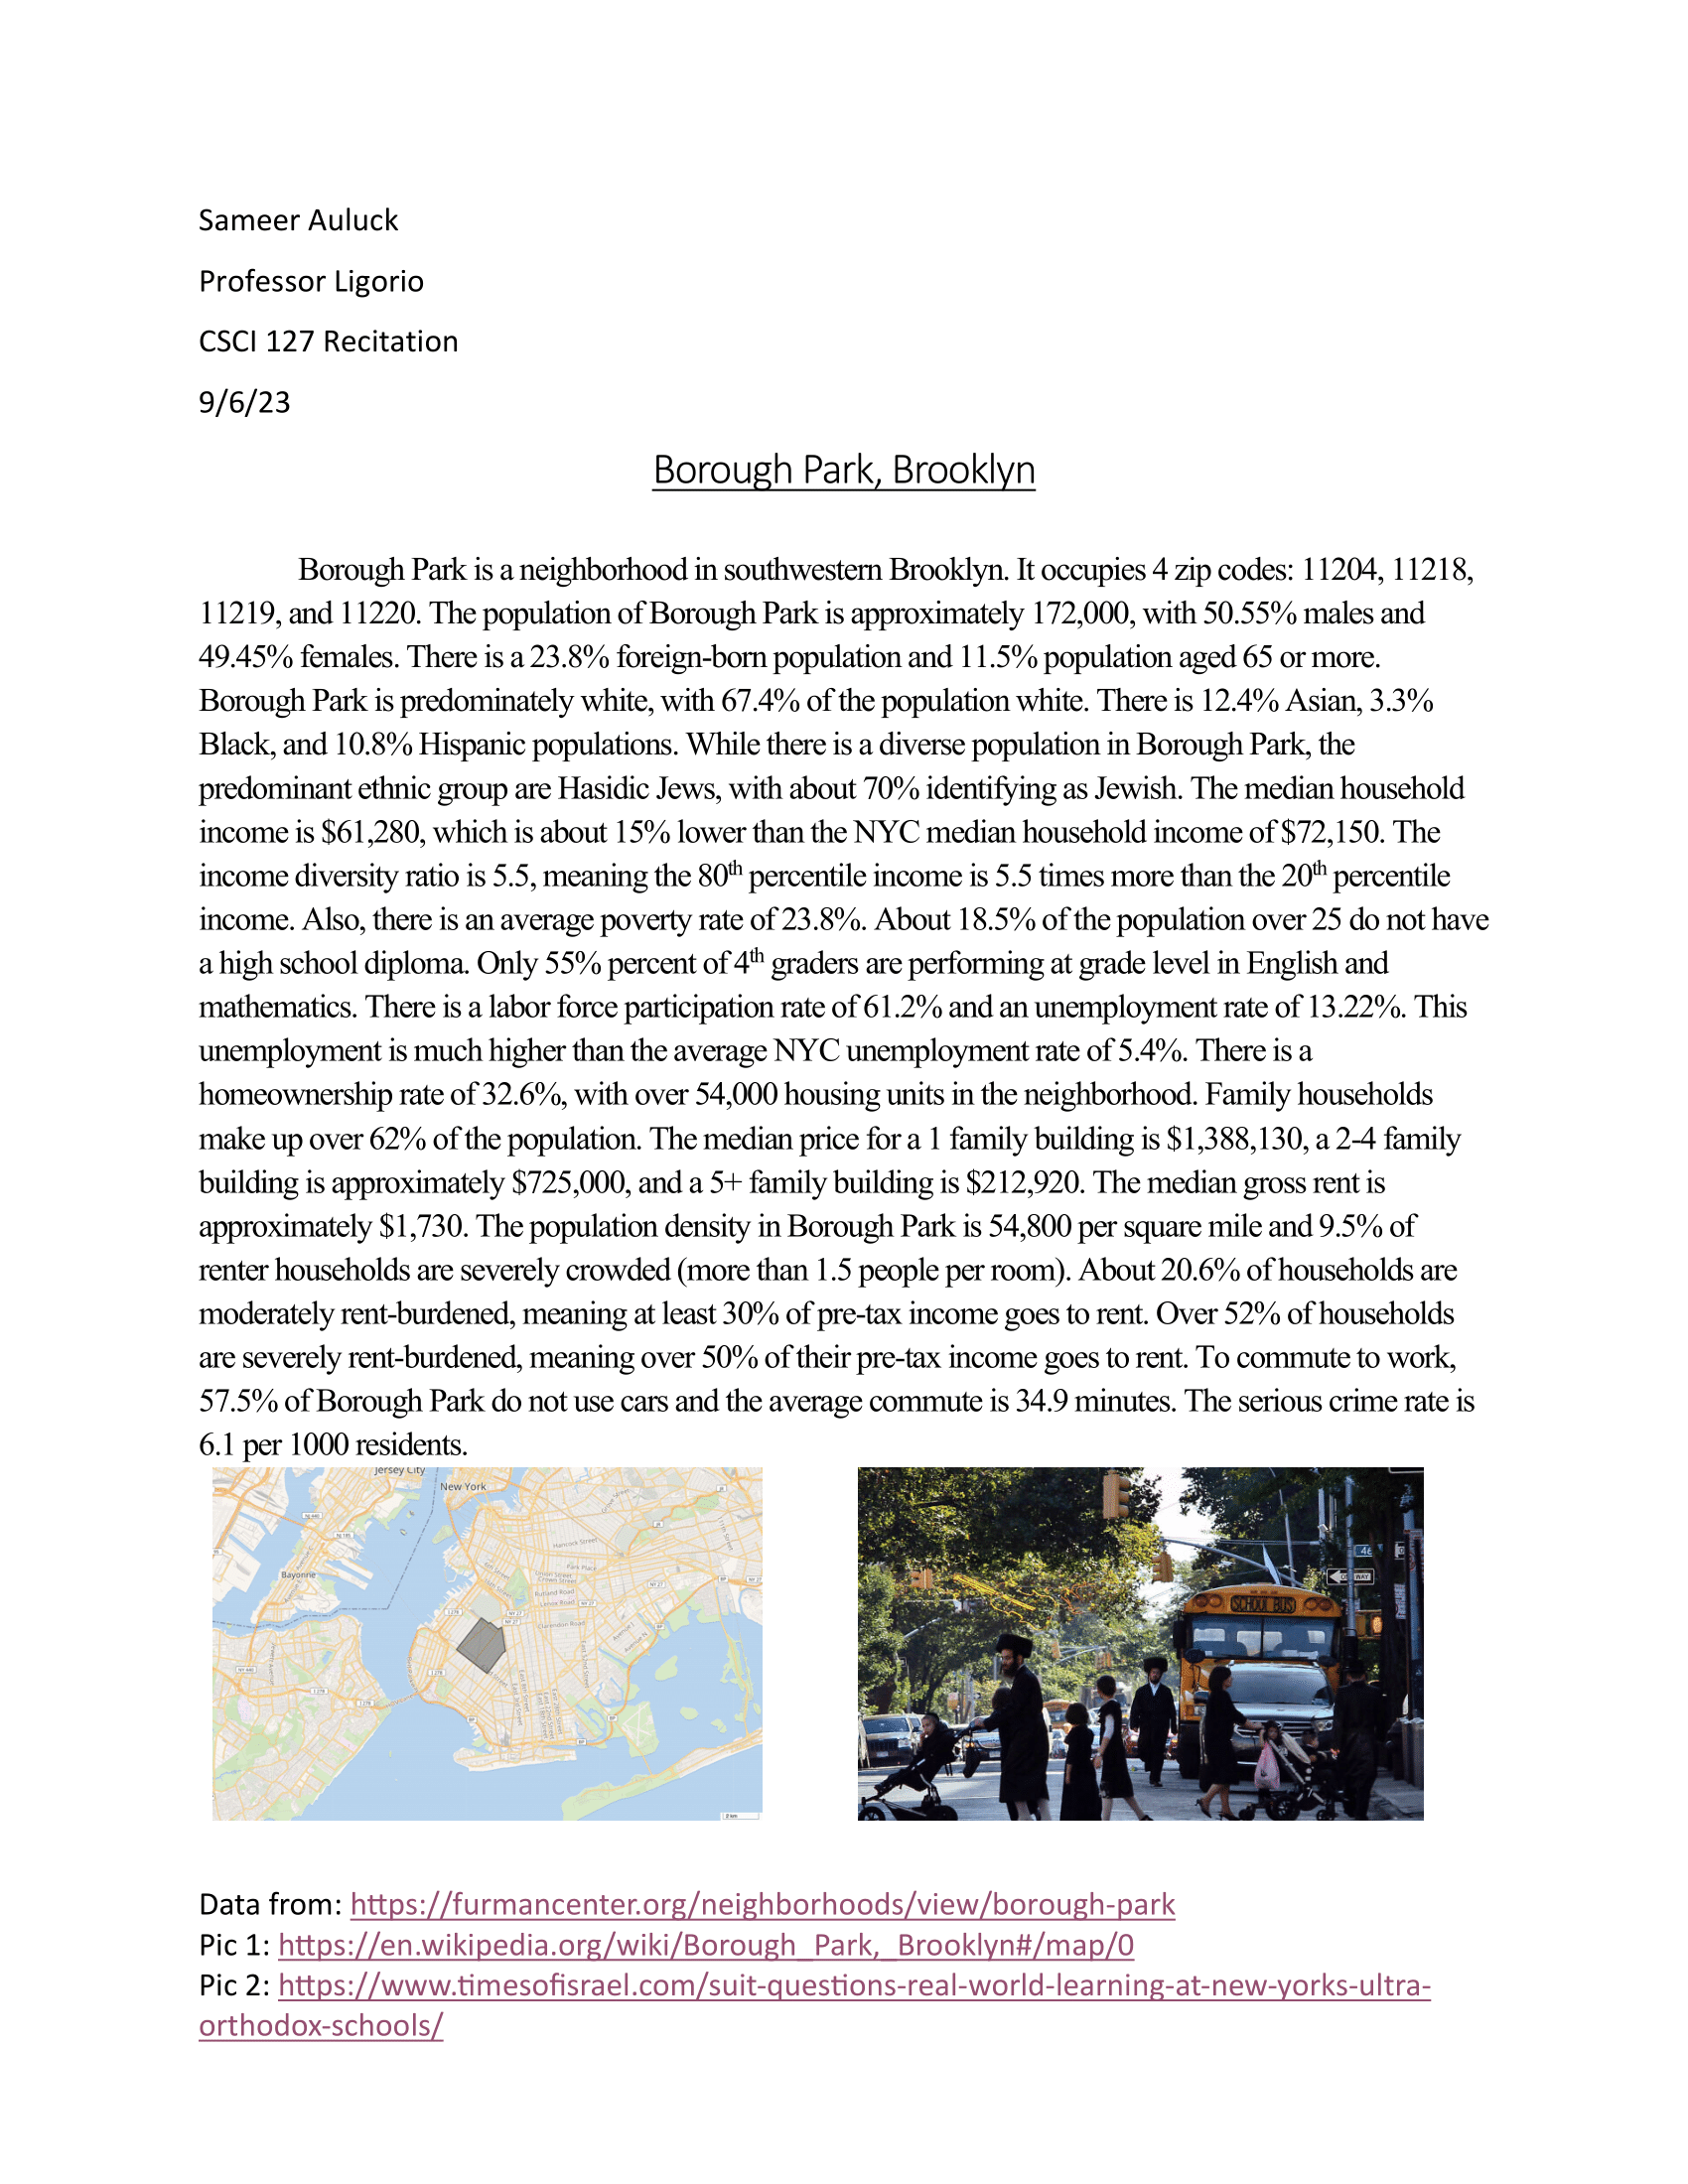 Sameer Auluck
Professor Ligorio
CSCI 127 Recitation
9/6/23
Borough Park, Brooklyn
Borough Park is a neighborhood in southwestern Brooklyn. It occupies 4 zip codes: 11204, 11218,
11219, and 11220. The population of Borough Park is approximately 172,000, with 50.55% males and
49.45% females. There is a 23.8% foreign-born population and 11.5% population aged 65 or more.
Borough Park is predominately white, with 67.4% of the population white. There is 12.4% Asian, 3.3%
Black, and 10.8% Hispanic populations. While there is a diverse population in Borough Park, the
predominant ethnic group are Hasidic Jews, with about 70% identifying as Jewish. The median household
income is $61,280, which is about 15% lower than the NYC median household income of $72,150. The
income diversity ratio is 5.5, meaning the 80th percentile income is 5.5 times more than the 20th percentile
income. Also, there is an average poverty rate of 23.8%. About 18.5% of the population over 25 do not have
a high school diploma. Only 55% percent of 4th graders are performing at grade level in English and
mathematics. There is a labor force participation rate of 61.2% and an unemployment rate of 13.22%. This
unemployment is much higher than the average NYC unemployment rate of 5.4%. There is a
homeownership rate of 32.6%, with over 54,000 housing units in the neighborhood. Family households
make up over 62% of the population. The median price for a 1 family building is $1,388,130, a 2-4 family
building is approximately $725,000, and a 5+ family building is $212,920. The median gross rent is
approximately $1,730. The population density in Borough Park is 54,800 per square mile and 9.5% of
renter households are severely crowded (more than 1.5 people per room). About 20.6% of households are
moderately rent-burdened, meaning at least 30% of pre-tax income goes to rent. Over 52% of households
are severely rent-burdened, meaning over 50% of their pre-tax income goes to rent. To commute to work,
57.5% of Borough Park do not use cars and the average commute is 34.9 minutes. The serious crime rate is
6.1 per 1000 residents.
Jersey City
New York
Bayonne
Hancock Street
Park Place
Union Street
Crown Street
Rutland Road
Lenox Road
Clarendon Road
NY 27
I 278
SCHOOL BUS
Data from: https://furmancenter.org/neighborhoods/view/borough-park
Pic 1: https://en.wikipedia.org/wiki/Borough_Park,_Brooklyn#/map/0
Pic 2: https://www.timesofisrael.com/suit-questions-real-world-learning-at-new-yorks-ultra-
orthodox-schools/